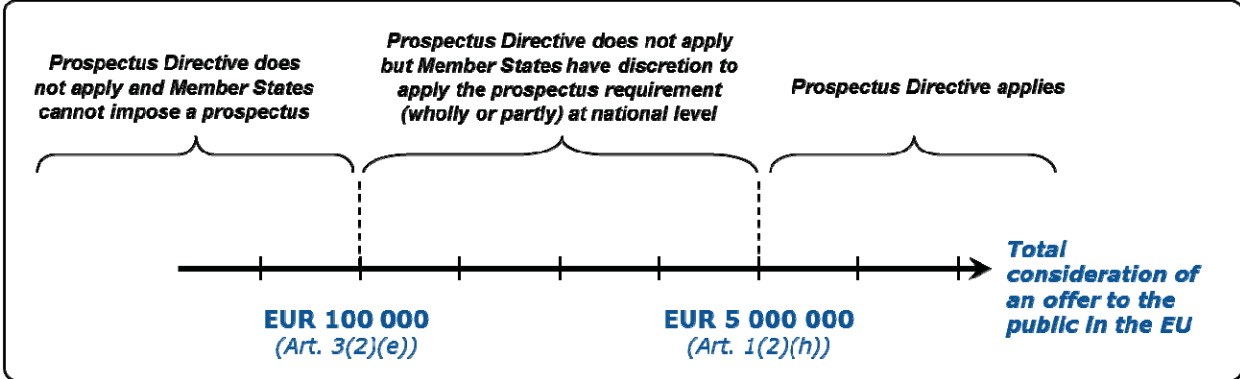 Prospectus Directive does
not apply and Member States
cannot impose a prospectus
Prospectus Directive does not apply
but Member States have discretion to
apply the prospectus requirement
(wholly or partly) at national level
Prospectus Directive applies
Total
consideration of
an offer to the
public in the EU
EUR 100 000
(Art. 3(2)(e))
EUR 5 000 000
(Art. 1(2)(h))